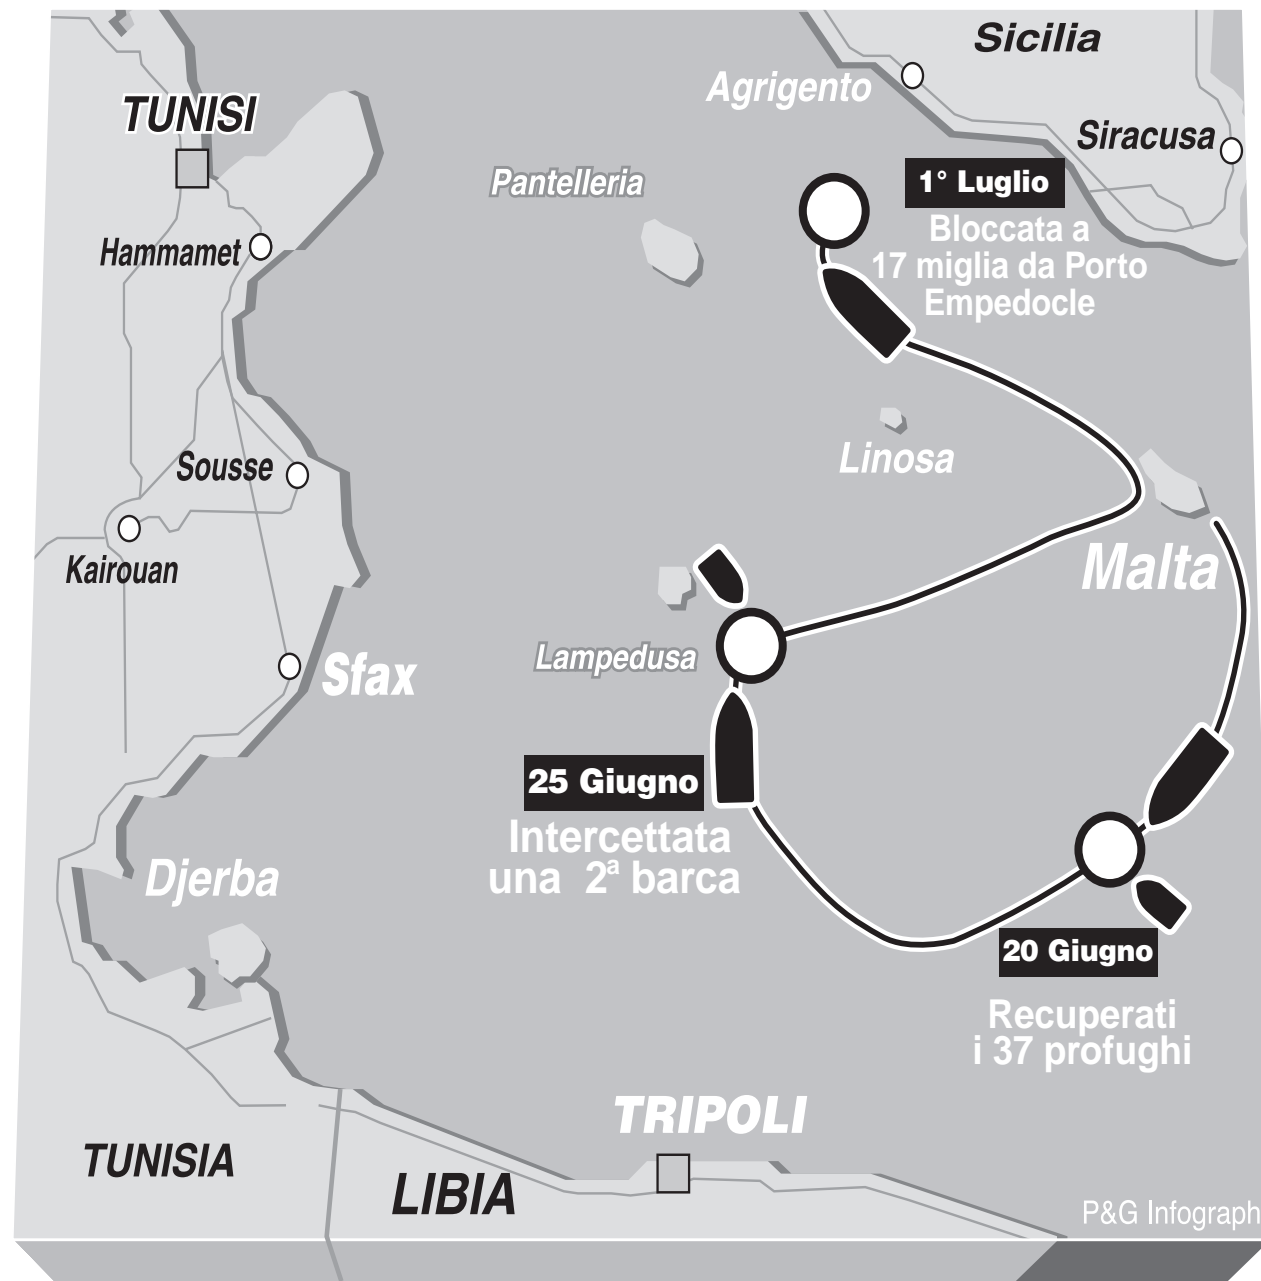 Sicilia
Agrigento
TUNISI
Siracusa
Pantelleria
1° Luglio
Bloccata a
17 miglia da Porto
Empedocle
Hammamet
Linosa
Sousse
Malta
Kairouan
Lampedusa
Sfax
25 Giugno
Intercettata
una 2ª barca
Djerba
20 Giugno
Recuperati
i 37 profughi
TRIPOLI
TUNISIA
LIBIA
P&G Infograph